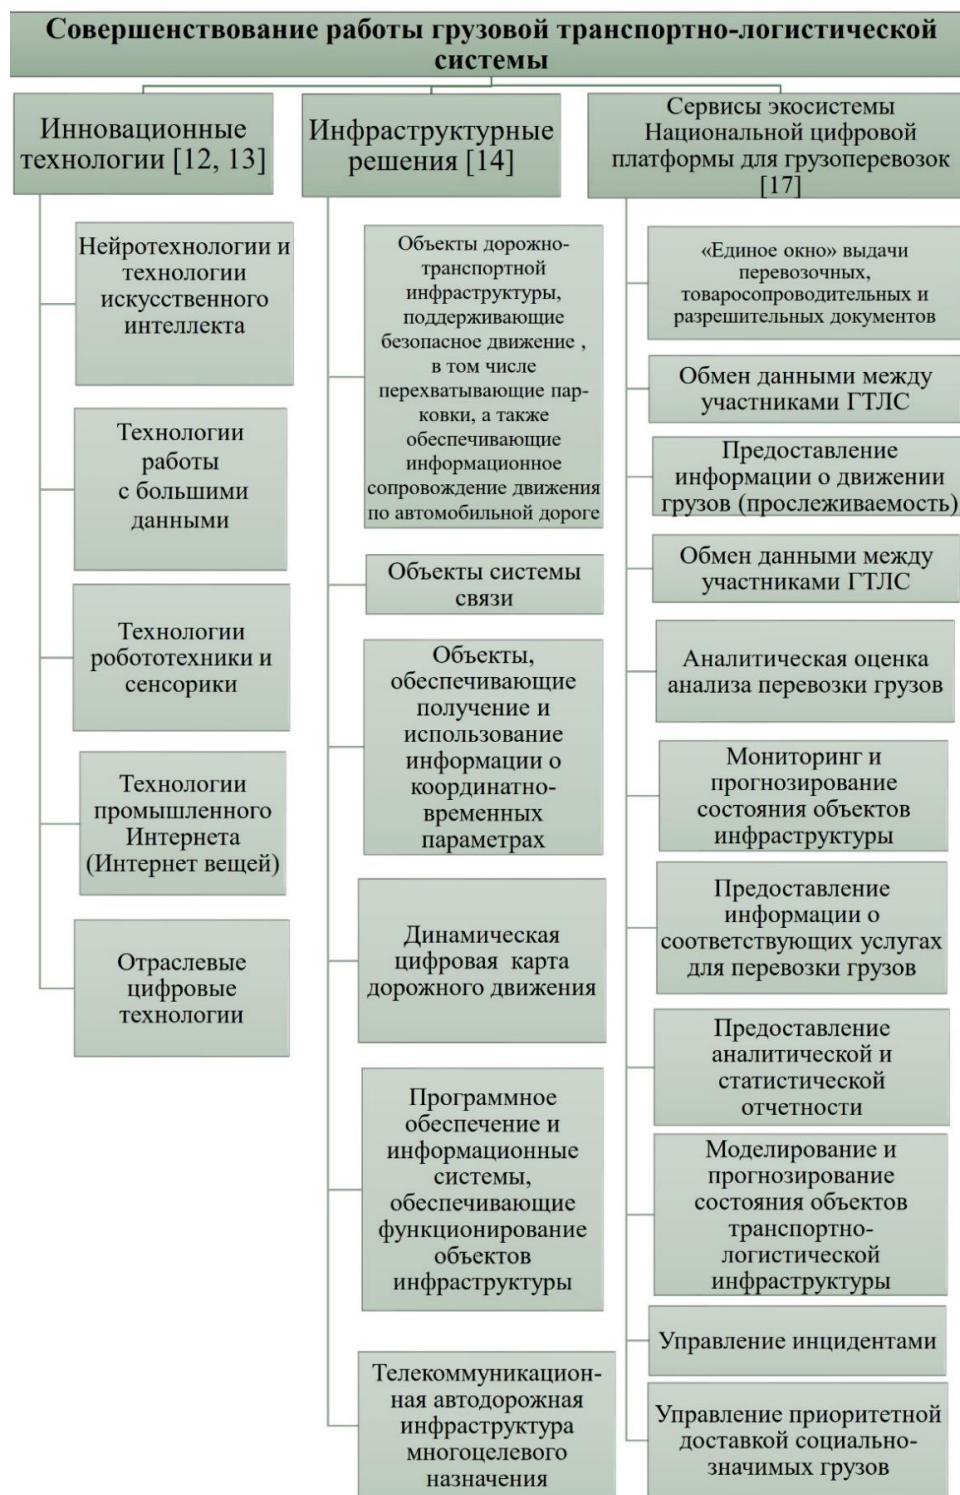 Совершенствование работы грузовой транспортно-логистической
системы
Инновационные
технологии [12, 13]
Нейротехнологии и
технологии
искусственного
интеллекта
Технологии
работы
с большими
данными
Технологии
робототехники и
сенсорики
Технологии
промышленного
Интернета
(Интернет вещей)
Отраслевые
цифровые
технологии
Инфраструктурные
решения [14]
Объекты дорожно-
транспортной
инфраструктуры,
поддерживающие
безопасное движение ,
в том числе
перехватывающие пар-
ковки, а также
обеспечивающие
информационное
сопровождение движения
по автомобильной дороге
Объекты системы
связи
Объекты,
обеспечивающие
получение и
использование
информации о
координатно-
временных
параметрах
Динамическая
цифровая карта
дорожного движения
Программное
обеспечение и
информационные
системы,
обеспечивающие
функционирование
объектов
инфраструктуры
Телекоммуникацион-
ная автодорожная
инфраструктура
многоцелевого
назначения
Сервисы экосистемы
Национальной цифровой
платформы для грузоперевозок
[17]
«Единое окно» выдачи
перевозочных,
товаросопроводительных и
разрешительных документов
Обмен данными между
участниками ГТЛС
Предоставление
информации о движении
грузов (прослеживаемость)
Обмен данными между
участниками ГТЛС
Аналитическая оценка
анализа перевозки грузов
Мониторинг и
прогнозирование
состояния объектов
инфраструктуры
Предоставление
информации о
соответствующих услугах
для перевозки грузов
Предоставление
аналитической и
статистической
отчетности
Моделирование и
прогнозирование
состояния объектов
транспортно-
логистической
инфраструктуры
Управление инцидентами
Управление приоритетной
доставкой социально-
значимых грузов